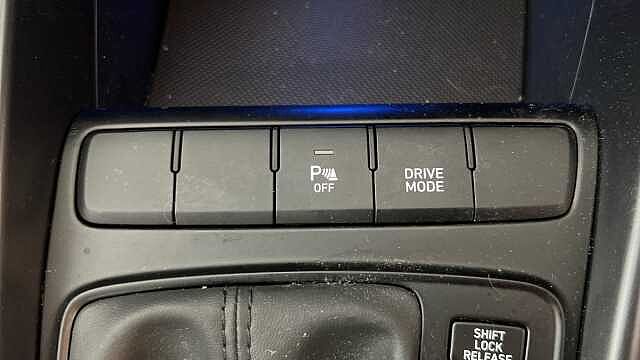 P
OFF
DRIVE
MODE
SHIFT
LOCK
RELEASE